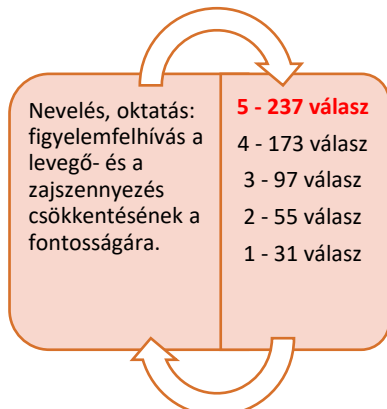 Nevelés, oktatás:
figyelemfelhívás a
levegő- és a
zajszennyezés
csökkentésének a
fontosságára.
5 - 237 válasz
4 - 173 válasz
3 - 97 válasz
2 - 55 válasz
1 - 31 válasz